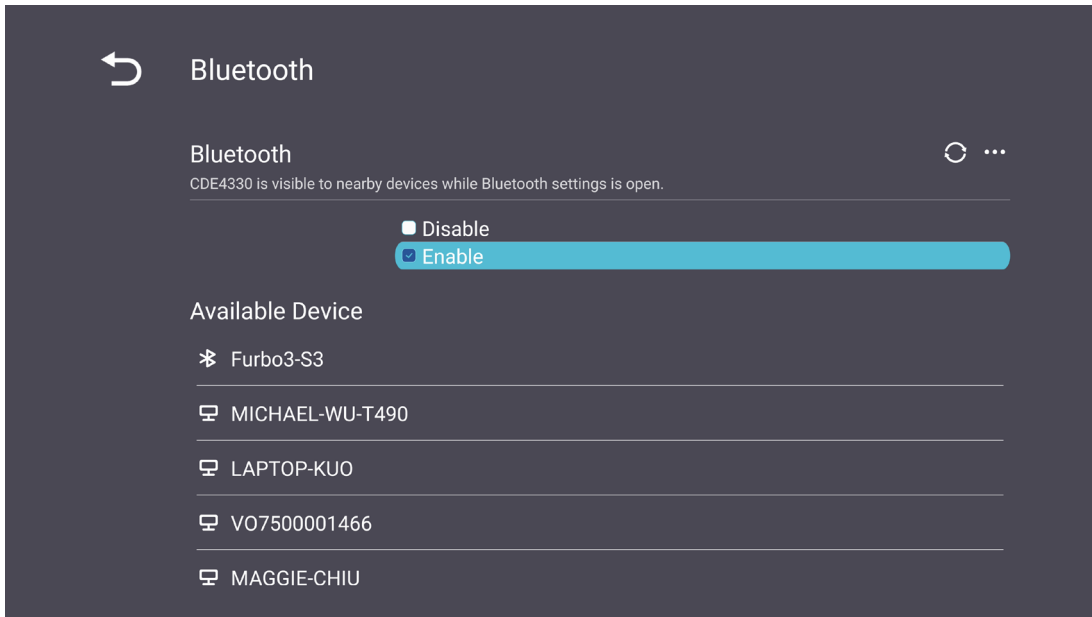 Bluetooth
Bluetooth
CDE4330 is visible to nearby devices while Bluetooth settings is open.
Disable
Enable
Available Device
Furbo3-S3
MICHAEL-WU-T490
LAPTOP-KUO
VO7500001466
MAGGIE-CHIU